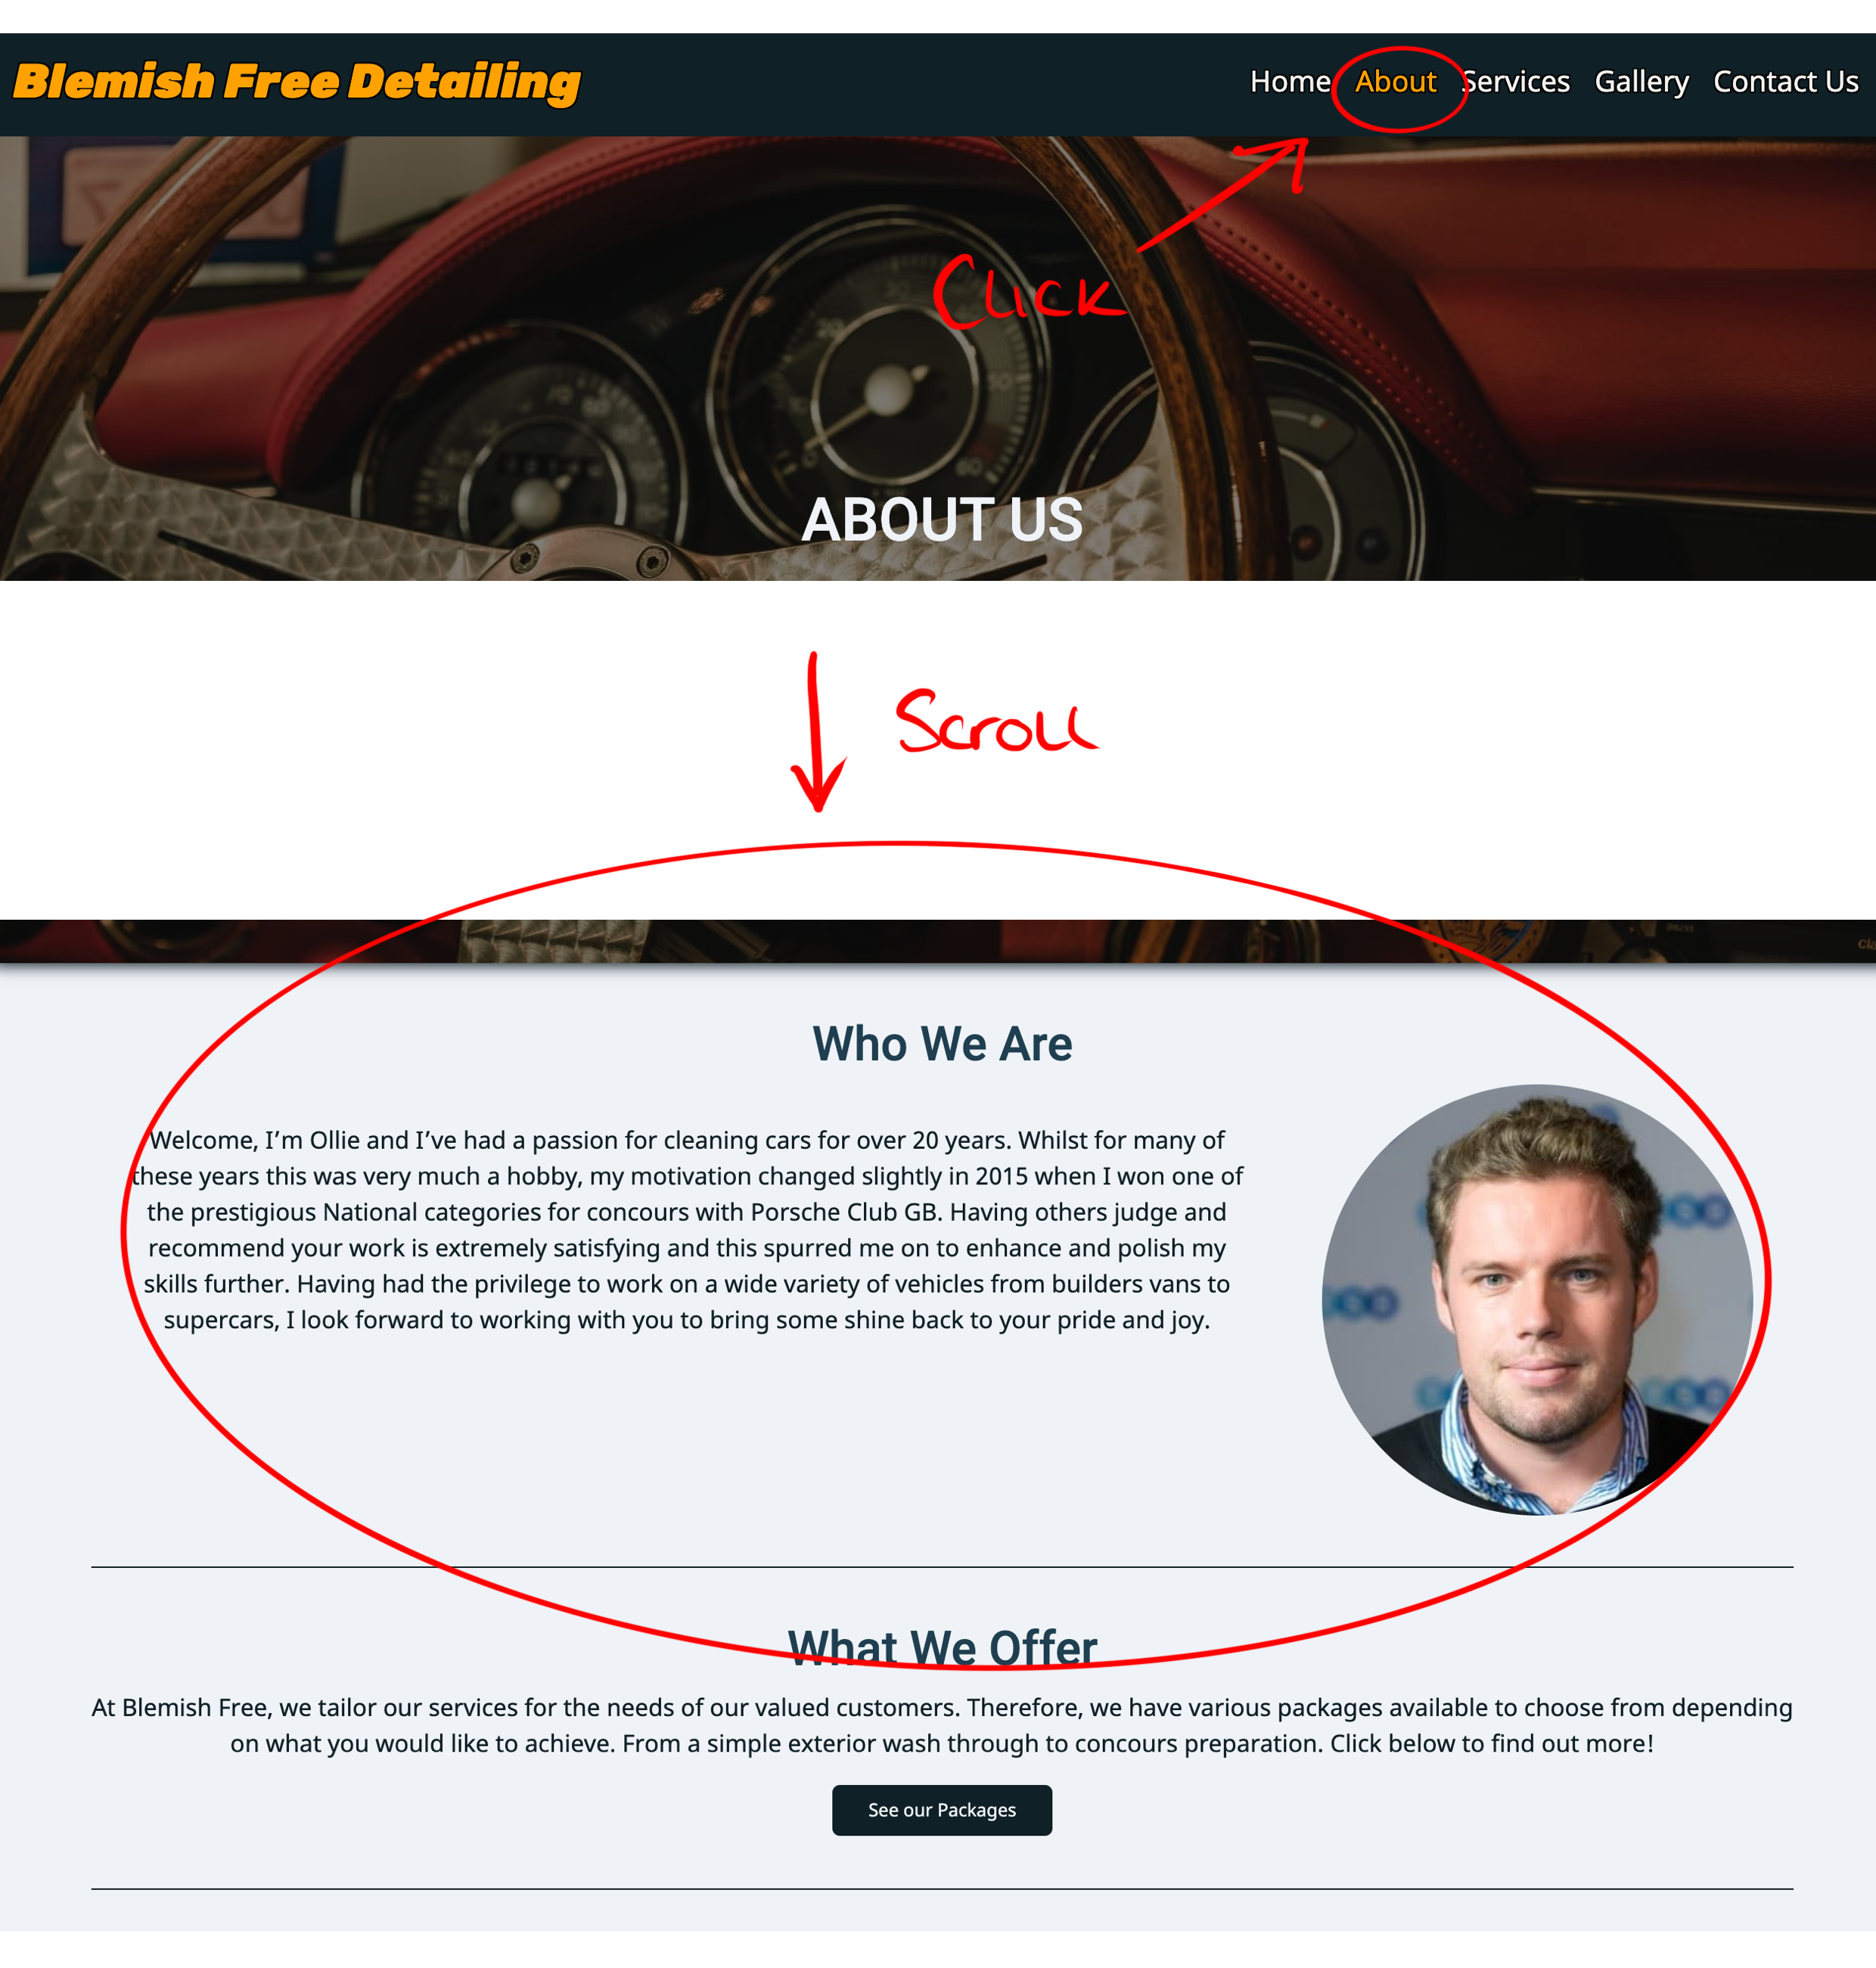 Blemish Free Detailing
Home About Services Gallery Contact Us
Click
ABOUT US
Scroll
Who We Are
Welcome, I’m Ollie and I’ve had a passion for cleaning cars for over 20 years. Whilst for many of
these years this was very much a hobby, my motivation changed slightly in 2015 when I won one of
the prestigious National categories for concours with Porsche Club GB. Having others judge and
recommend your work is extremely satisfying and this spurred me on to enhance and polish my
skills further. Having had the privilege to work on a wide variety of vehicles from builders vans to
supercars, I look forward to working with you to bring some shine back to your pride and joy.
What We Offer
At Blemish Free, we tailor our services for the needs of our valued customers. Therefore, we have various packages available to choose from depending
on what you would like to achieve. From a simple exterior wash through to concours preparation. Click below to find out more!
See our Packages